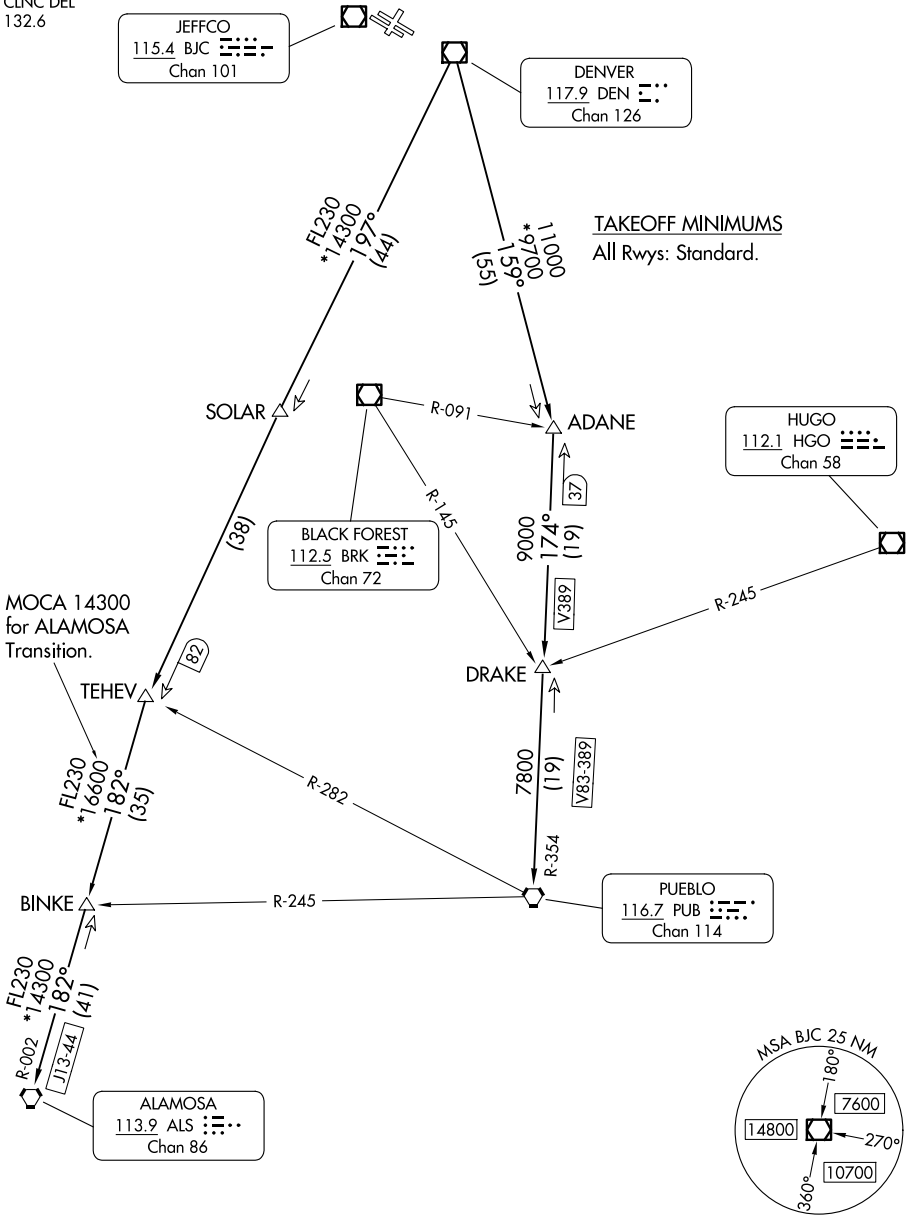 CLNC DEL
132.6
JEFFCO
115.4 BJC
Chan 101
DENVER
117.9 DEN
Chan 126
FL230
*14300
197°
(44)
11000
*9700
159°
(55)
TAKEOFF MINIMUMS
All Rwys: Standard.
SOLAR
R-091
ADANE
HUGO
112.1 HGO
Chan 58
37
R-145
(38)
BLACK FOREST
112.5 BRK
Chan 72
9000
174°
(19)
V389
R-245
MOCA 14300
for ALAMOSA
Transition.
82
TEHEV
DRAKE
FL230
*16600
182°
(35)
R-282
7800
(19)
V83-389
R-354
BINKE
R-245
PUEBLO
116.7 PUB
Chan 114
FL230
*14300
182°
(41)
R-002
J13-44
ALAMOSA
113.9 ALS
Chan 86
MSA BJC 25 NM
180°
7600
14800
270°
10700
360°